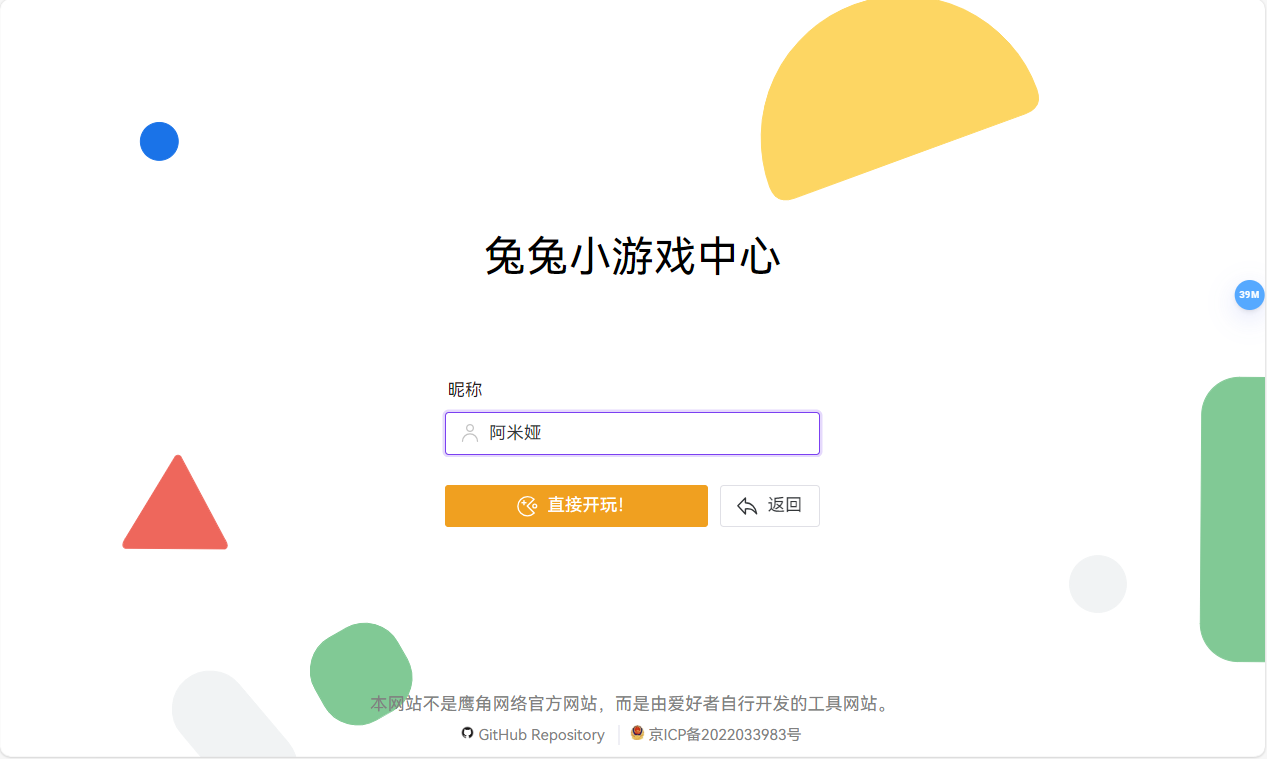 兔兔小游戏中心
39M
昵称
阿米娅
直接开玩！
返回
本网站不是鹰角网络官方网站，而是由爱好者自行开发的工具网站。
GitHub Repository
京ICP备2022033983号